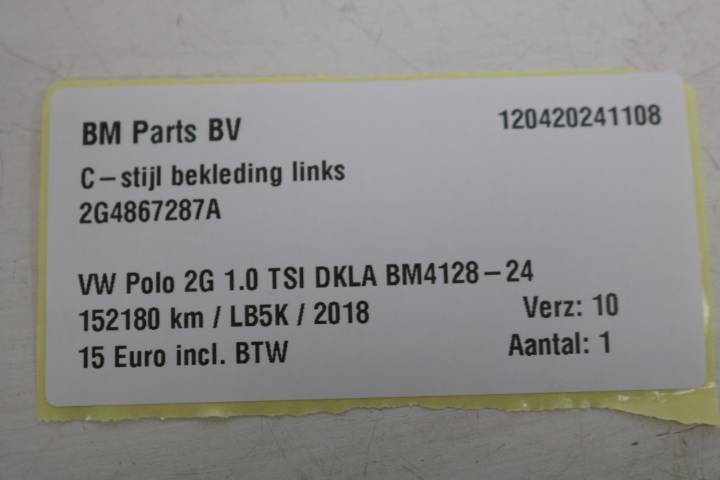 BM Parts BV 120420241108
C-stijl bekleding links
2G4867287A
VW Polo 2G 1.0 TSI DKLA BM4128-24
152180 km / LB5K / 2018 Verz: 10
15 Euro incl. BTW Aantal: 1